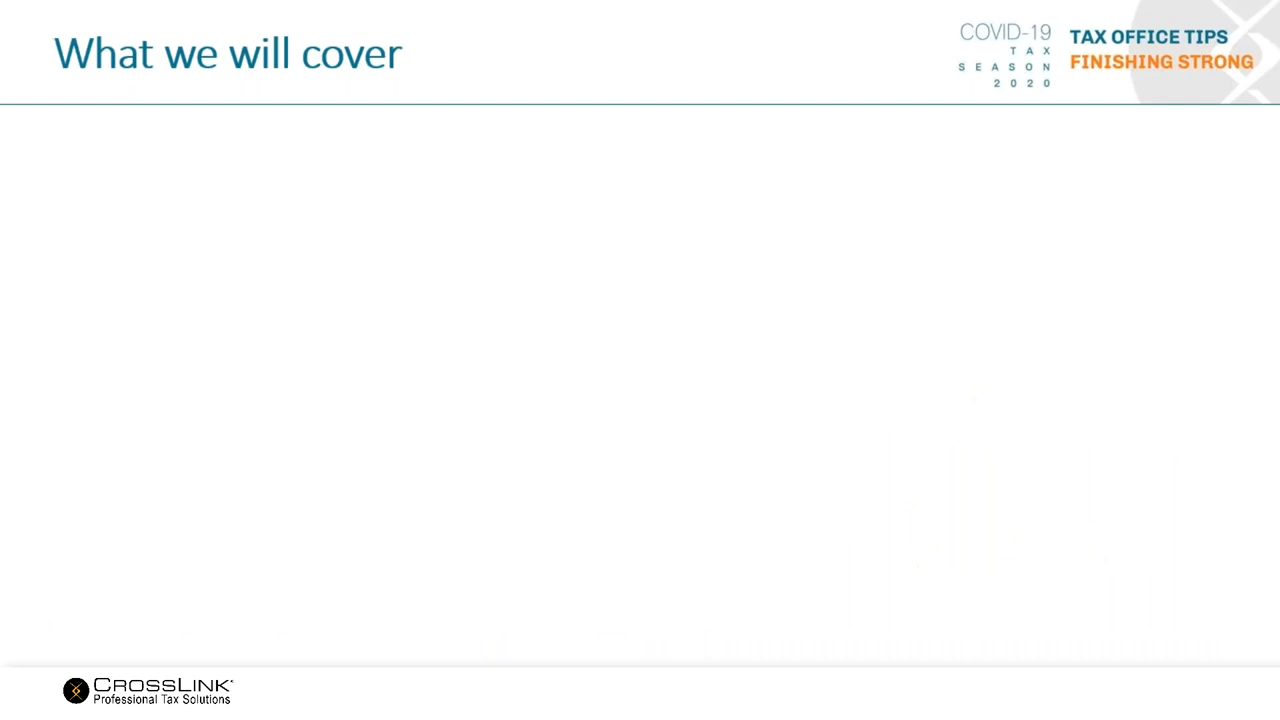 What we will cover
COVID-19
TAX
SEASON
2020
TAX OFFICE TIPS
FINISHING STRONG
CROSSLINK
Professional Tax Solutions